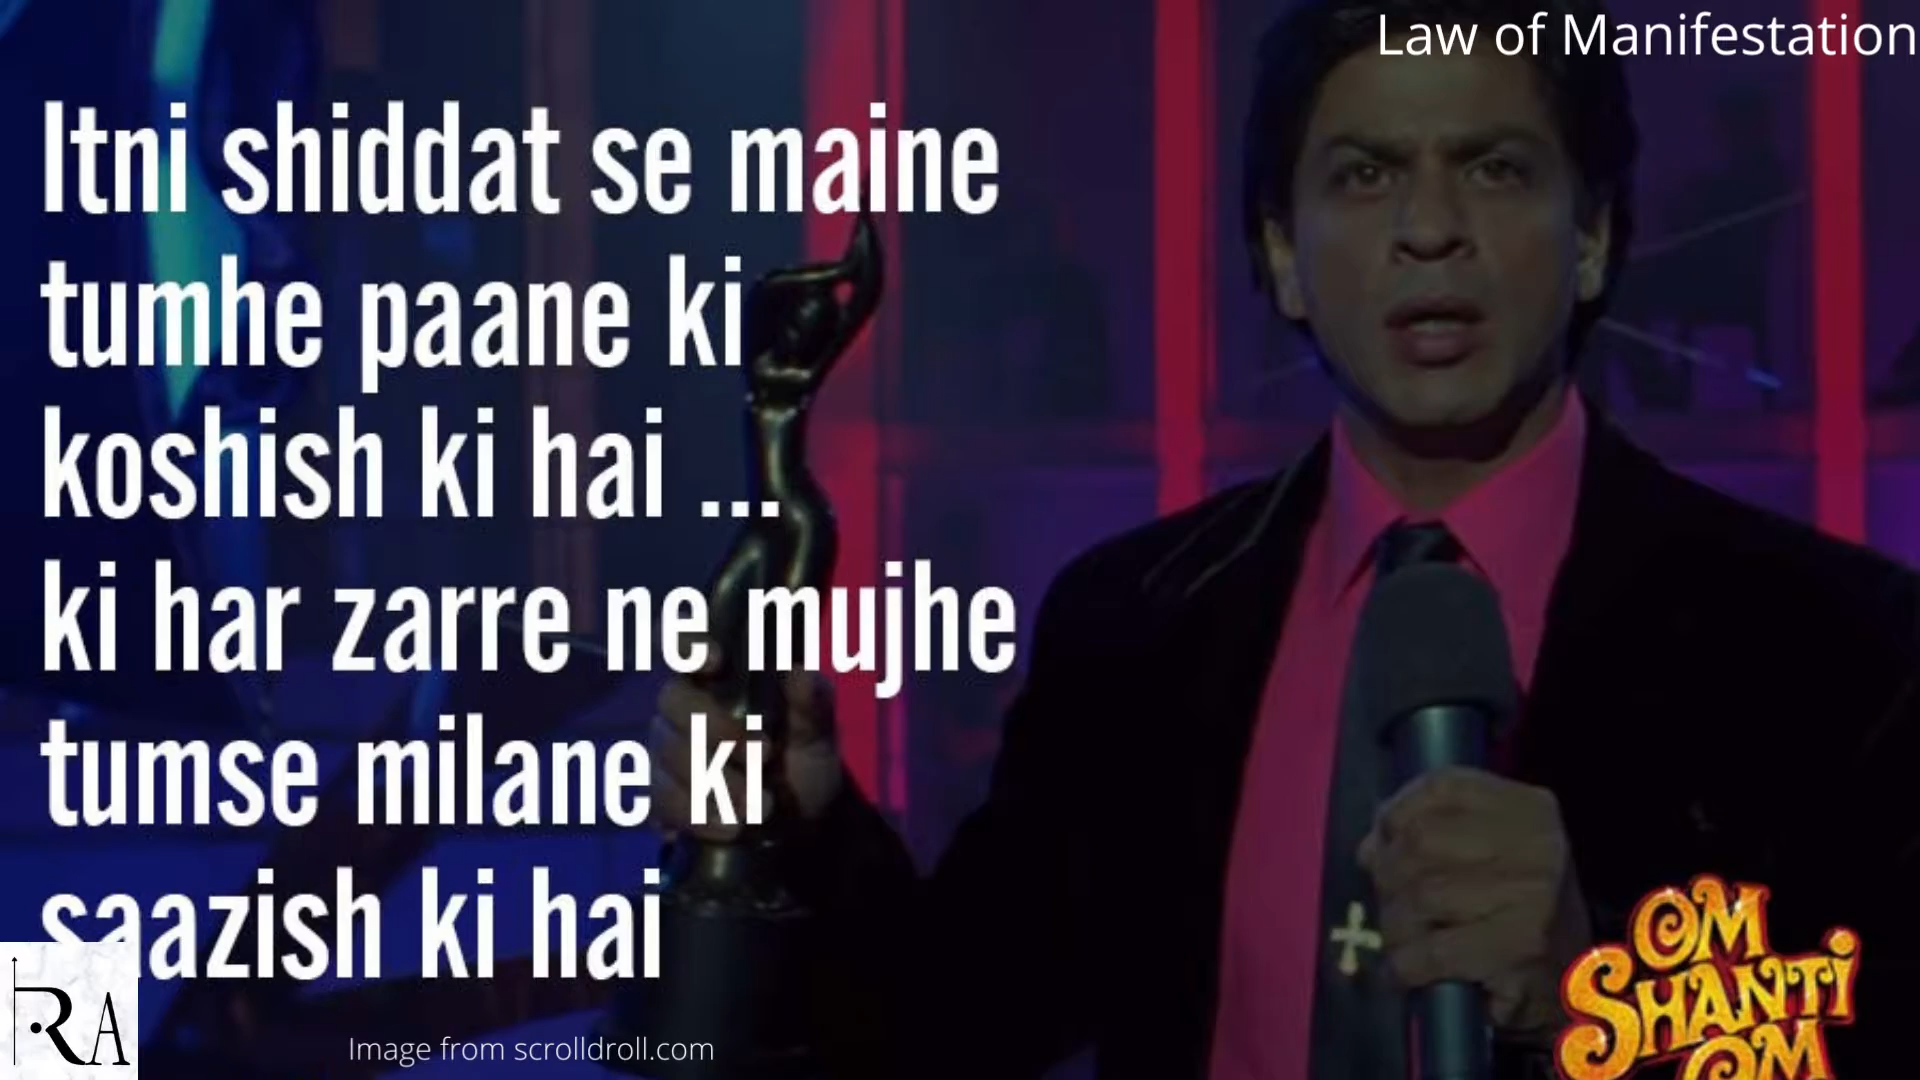 Law of Manifestation
Itni shiddat se maine
tumhe paane ki
koshish ki hai ...
ki har zarre ne mujhe
tumse milane ki
saazish ki hai
RA
Image from scrolldroll.com
OM
SHANTI
OM